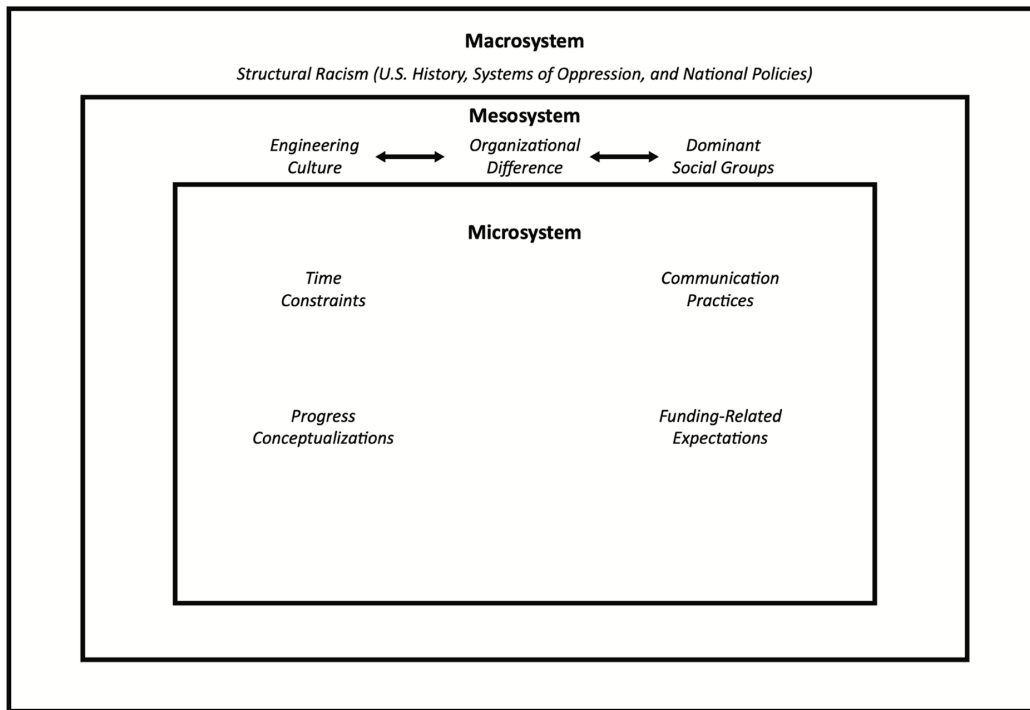 Macrosystem
Structural Racism (U.S. History, Systems of Oppression, and National Policies)
Mesosystem
Engineering
Culture
Organizational
Difference
Dominant
Social Groups
Microsystem
Time
Constraints
Communication
Practices
Progress
Conceptualizations
Funding-Related
Expectations